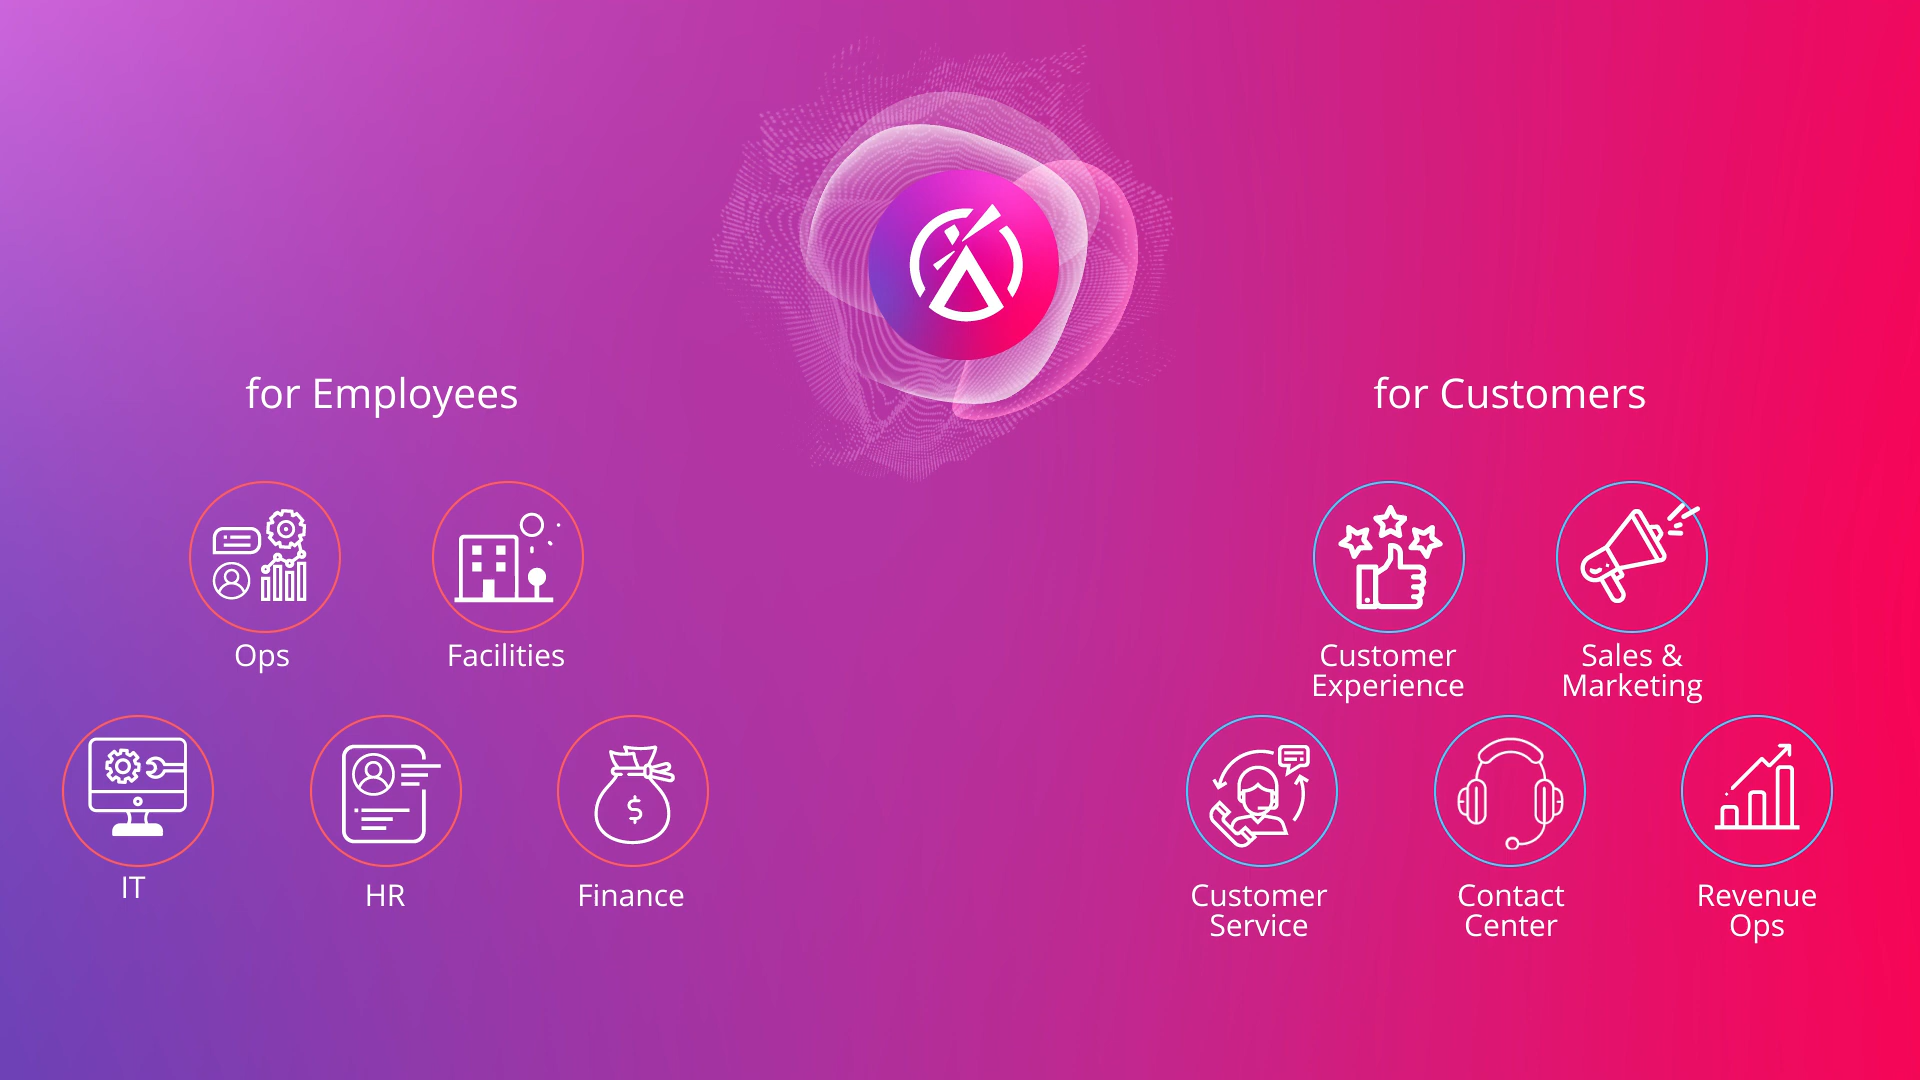 for Employees
Ops
Facilities
IT
HR
Finance
for Customers
Customer
Experience
Sales &
Marketing
Customer
Service
Contact
Center
Revenue
Ops